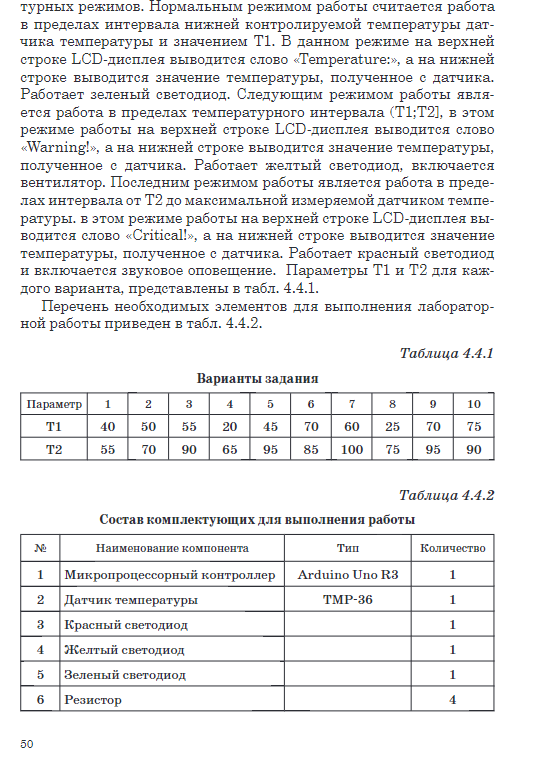 турных режимов. Нормальным режимом работы считается работа
в пределах интервала нижней контролируемой температуры дат-
чика температуры и значением Т1. В данном режиме на верхней
строке LCD-дисплея выводится слово «Temperature:», а на нижней
строке выводится значение температуры, полученное с датчика.
Работает зеленый светодиод. Следующим режимом работы явля-
ется работа в пределах температурного интервала (Т1;Т2], в этом
режиме работы на верхней строке LCD-дисплея выводится слово
«Warning!», а на нижней строке выводится значение температуры,
полученное с датчика. Работает желтый светодиод, включается
вентилятор. Последним режимом работы является работа в преде-
лах интервала от Т2 до максимальной измеряемой датчиком темпе-
ратуры. в этом режиме работы на верхней строке LCD-дисплея вы-
водится слово «Critical!», а на нижней строке выводится значение
температуры, полученное с датчика. Работает красный светодиод
и включается звуковое оповещение. Параметры Т1 и Т2 для каж-
дого варианта, представлены в табл. 4.4.1.
Перечень необходимых элементов для выполнения лаборатор-
ной работы приведен в табл. 4.4.2.
Таблица 4.4.1
Варианты задания
Параметр 1 2 3 4 5 6 7 8 9 10
Т1 40 50 55 20 45 70 60 25 70 75
Т2 55 70 90 65 95 85 100 75 95 90
Таблица 4.4.2
Состав комплектующих для выполнения работы
№ Наименование компонента Тип Количество
1 Микропроцессорный контроллер Arduino Uno R3 1
2 Датчик температуры TMP-36 1
3 Красный светодиод 1
4 Желтый светодиод 1
5 Зеленый светодиод 1
6 Резистор 4
50